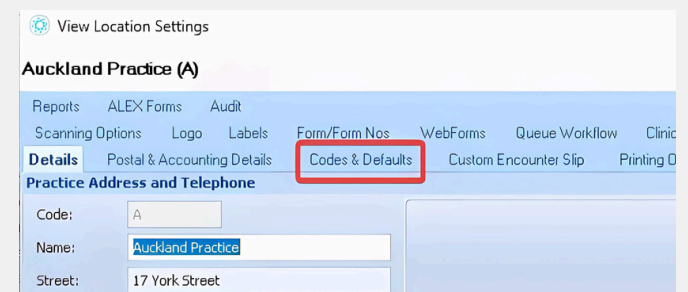 View Location Settings
Auckland Practice (A)
Reports ALEX Forms Audit
Scanning Options Logo Labels Form/Form Nos WebForms Queue Workflow Clinic
Details Postal & Accounting Details Codes & Defaults Custom Encounter Slip Printing O
Practice Address and Telephone
Code: A
Name: Auckland Practice
Street: 17 York Street